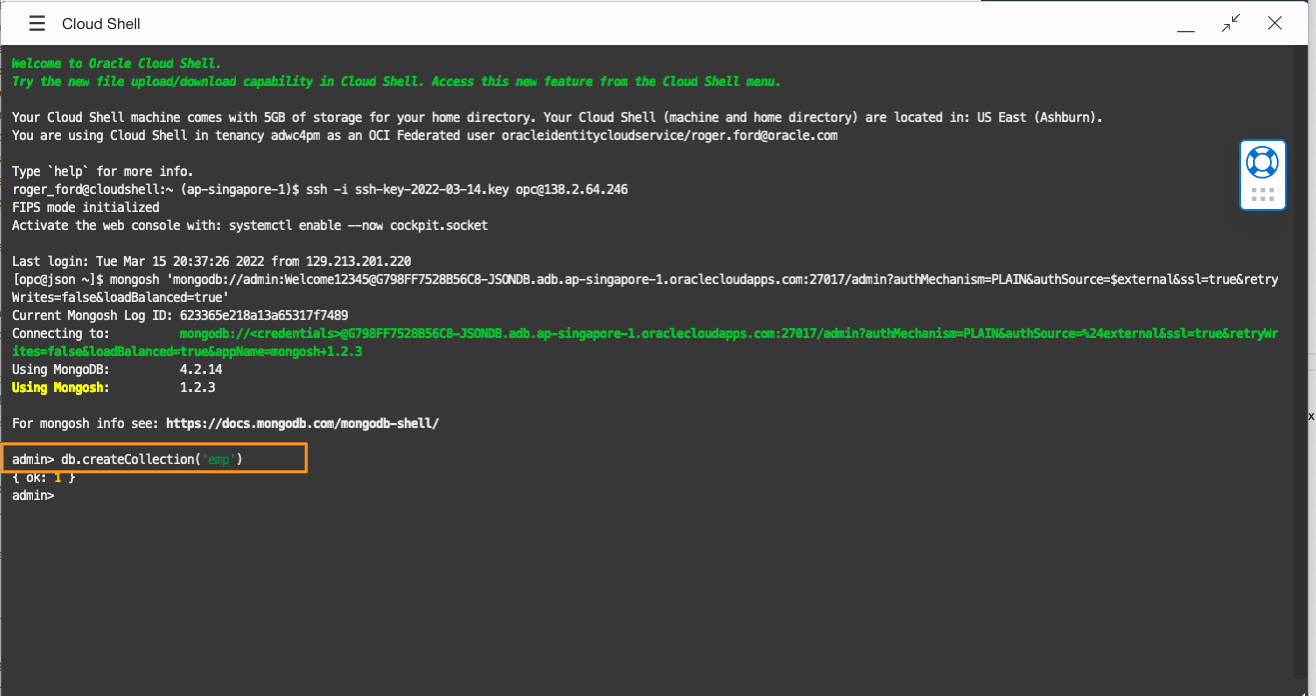 Cloud Shell
Welcome to Oracle Cloud Shell.
Try the new file upload/download capability in Cloud Shell. Access this new feature from the Cloud Shell menu.
Your Cloud Shell machine comes with 5GB of storage for your home directory. Your Cloud Shell (machine and home directory) are located in: US East (Ashburn).
You are using Cloud Shell in tenancy adwc4pm as an OCI Federated user oracleidentitycloudservice/roger.ford@oracle.com
Type `help` for more info.
roger_ford@cloudshell:~ (ap-singapore-1)$ ssh -i ssh-key-2022-03-14.key opc@138.2.64.246
FIPS mode initialized
Activate the web console with: systemctl enable --now cockpit.socket
Last login: Tue Mar 15 20:37:26 2022 from 129.213.201.220
[opc@json ~]$ mongosh 'mongodb://admin:Welcome12345@G798FF7528B56C8-JSONDB.adb.ap-singapore-1.oraclecloudapps.com:27017/admin?authMechanism=PLAIN&authSource=$external&ssl=true&retry
Writes=false&loadBalanced=true'
Current Mongosh Log ID: 623365e218a13a65317f7489
Connecting to: mongodb://<credentials>@G798FF7528B56C8-JSONDB.adb.ap-singapore-1.oraclecloudapps.com:27017/admin?authMechanism=PLAIN&authSource=%24external&ssl=true&retryWr
ites=false&loadBalanced=true&appName=mongosh+1.2.3
Using MongoDB: 4.2.14
Using Mongosh: 1.2.3
For mongosh info see: https://docs.mongodb.com/mongodb-shell/
admin> db.createCollection('emp')
{ ok: 1 }
admin>
x